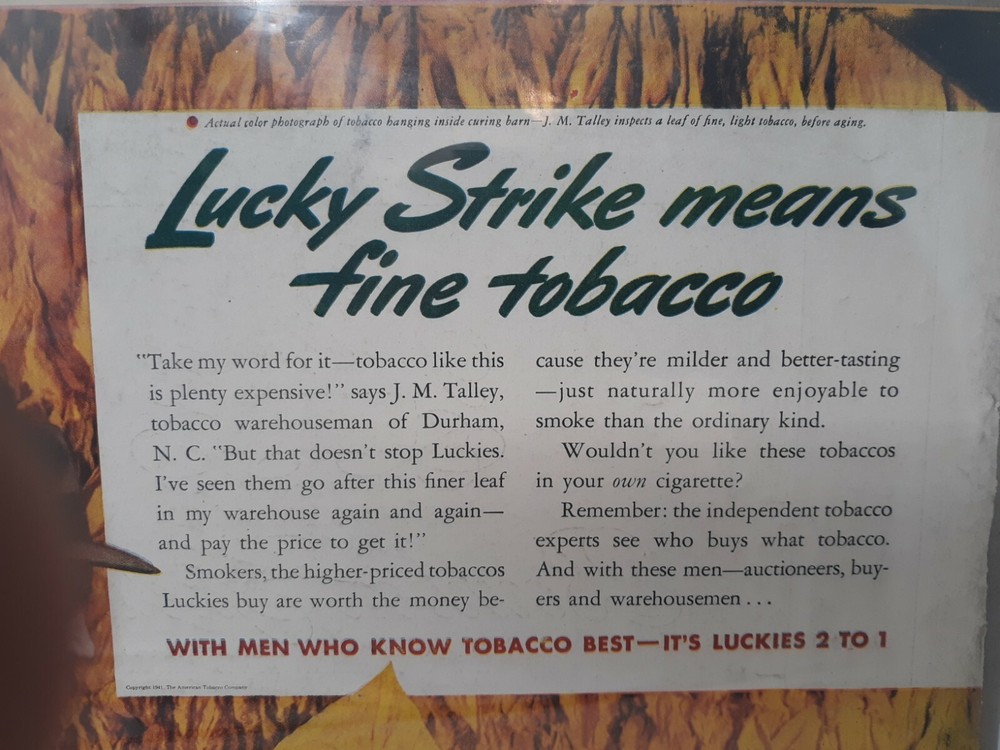 Actual color photograph of tobacco hanging inside curing barn—J. M. Talley inspects a leaf of fine, light tobacco, before aging.
Lucky Strike means
fine tobacco
"Take my word for it—tobacco like this
is plenty expensive!" says J. M. Talley,
tobacco warehouseman of Durham,
N. C. "But that doesn't stop Luckies.
I've seen them go after this finer leaf
in my warehouse again and again—
and pay the price to get it!"
Smokers, the higher-priced tobaccos
Luckies buy are worth the money be-
cause they're milder and better-tasting
—just naturally more enjoyable to
smoke than the ordinary kind.
Wouldn't you like these tobaccos
in your own cigarette?
Remember: the independent tobacco
experts see who buys what tobacco.
And with these men—auctioneers, buy-
ers and warehousemen...
WITH MEN WHO KNOW TOBACCO BEST—IT'S LUCKIES 2 TO 1
Copyright 1941, The American Tobacco Company